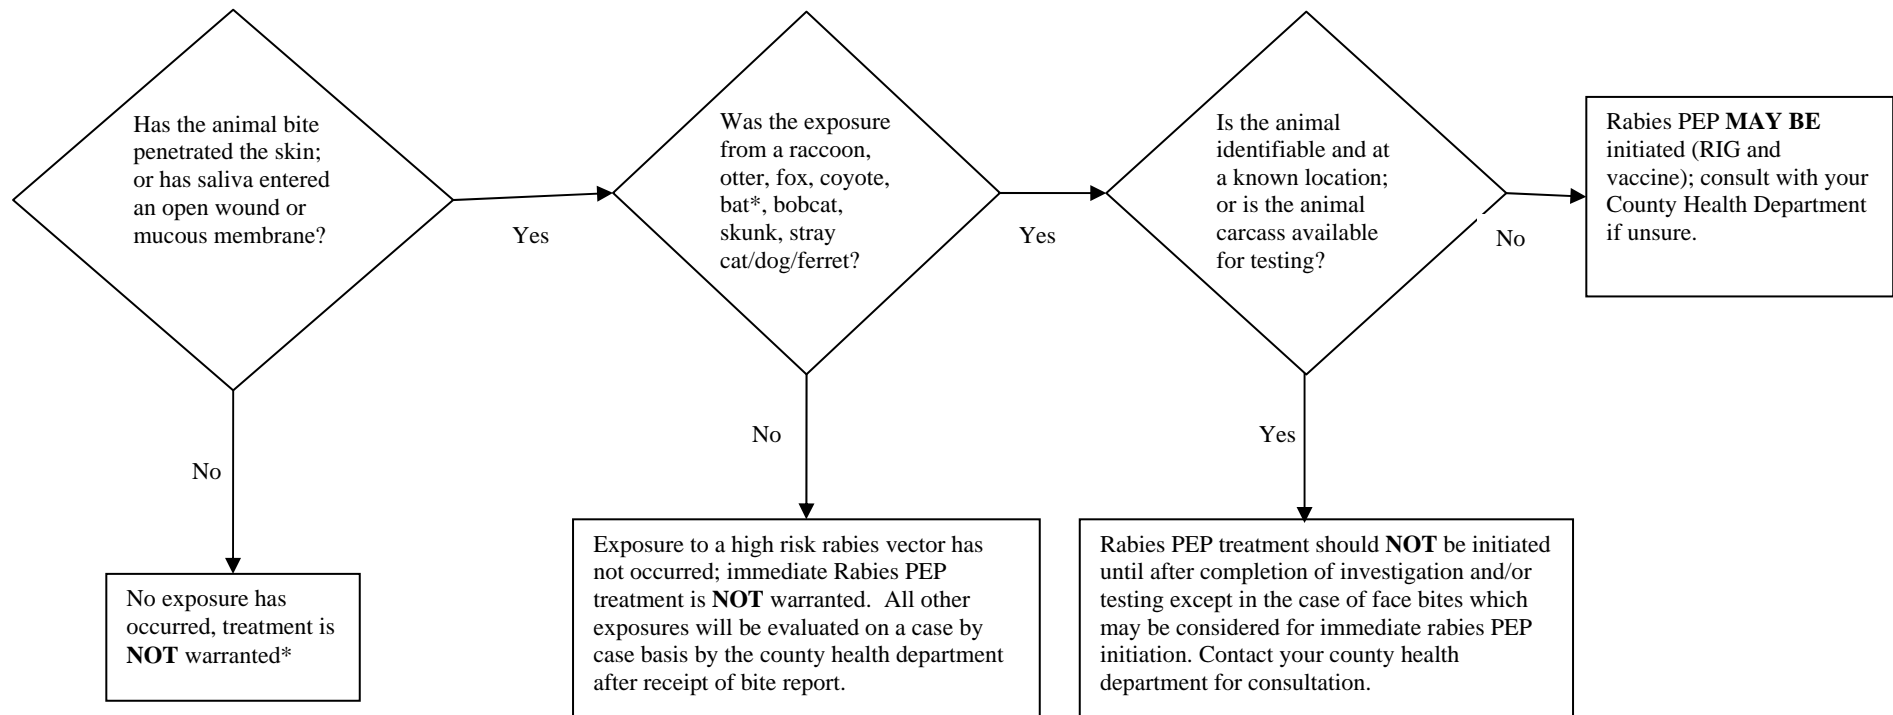 Has the animal bite
penetrated the skin;
or has saliva entered
an open wound or
mucous membrane?
Yes
No
No exposure has
occurred, treatment is
NOT warranted*
Was the exposure
from a raccoon,
otter, fox, coyote,
bat*, bobcat,
skunk, stray
cat/dog/ferret?
Yes
No
Exposure to a high risk rabies vector has
not occurred; immediate Rabies PEP
treatment is NOT warranted.  All other
exposures will be evaluated on a case by
case basis by the county health department
after receipt of bite report.
Is the animal
identifiable and at
a known location;
or is the animal
carcass available
for testing?
No
Yes
Rabies PEP treatment should NOT be initiated
until after completion of investigation and/or
testing except in the case of face bites which
may be considered for immediate rabies PEP
initiation. Contact your county health
department for consultation.
Rabies PEP MAY BE
initiated (RIG and
vaccine); consult with your
County Health Department
if unsure.